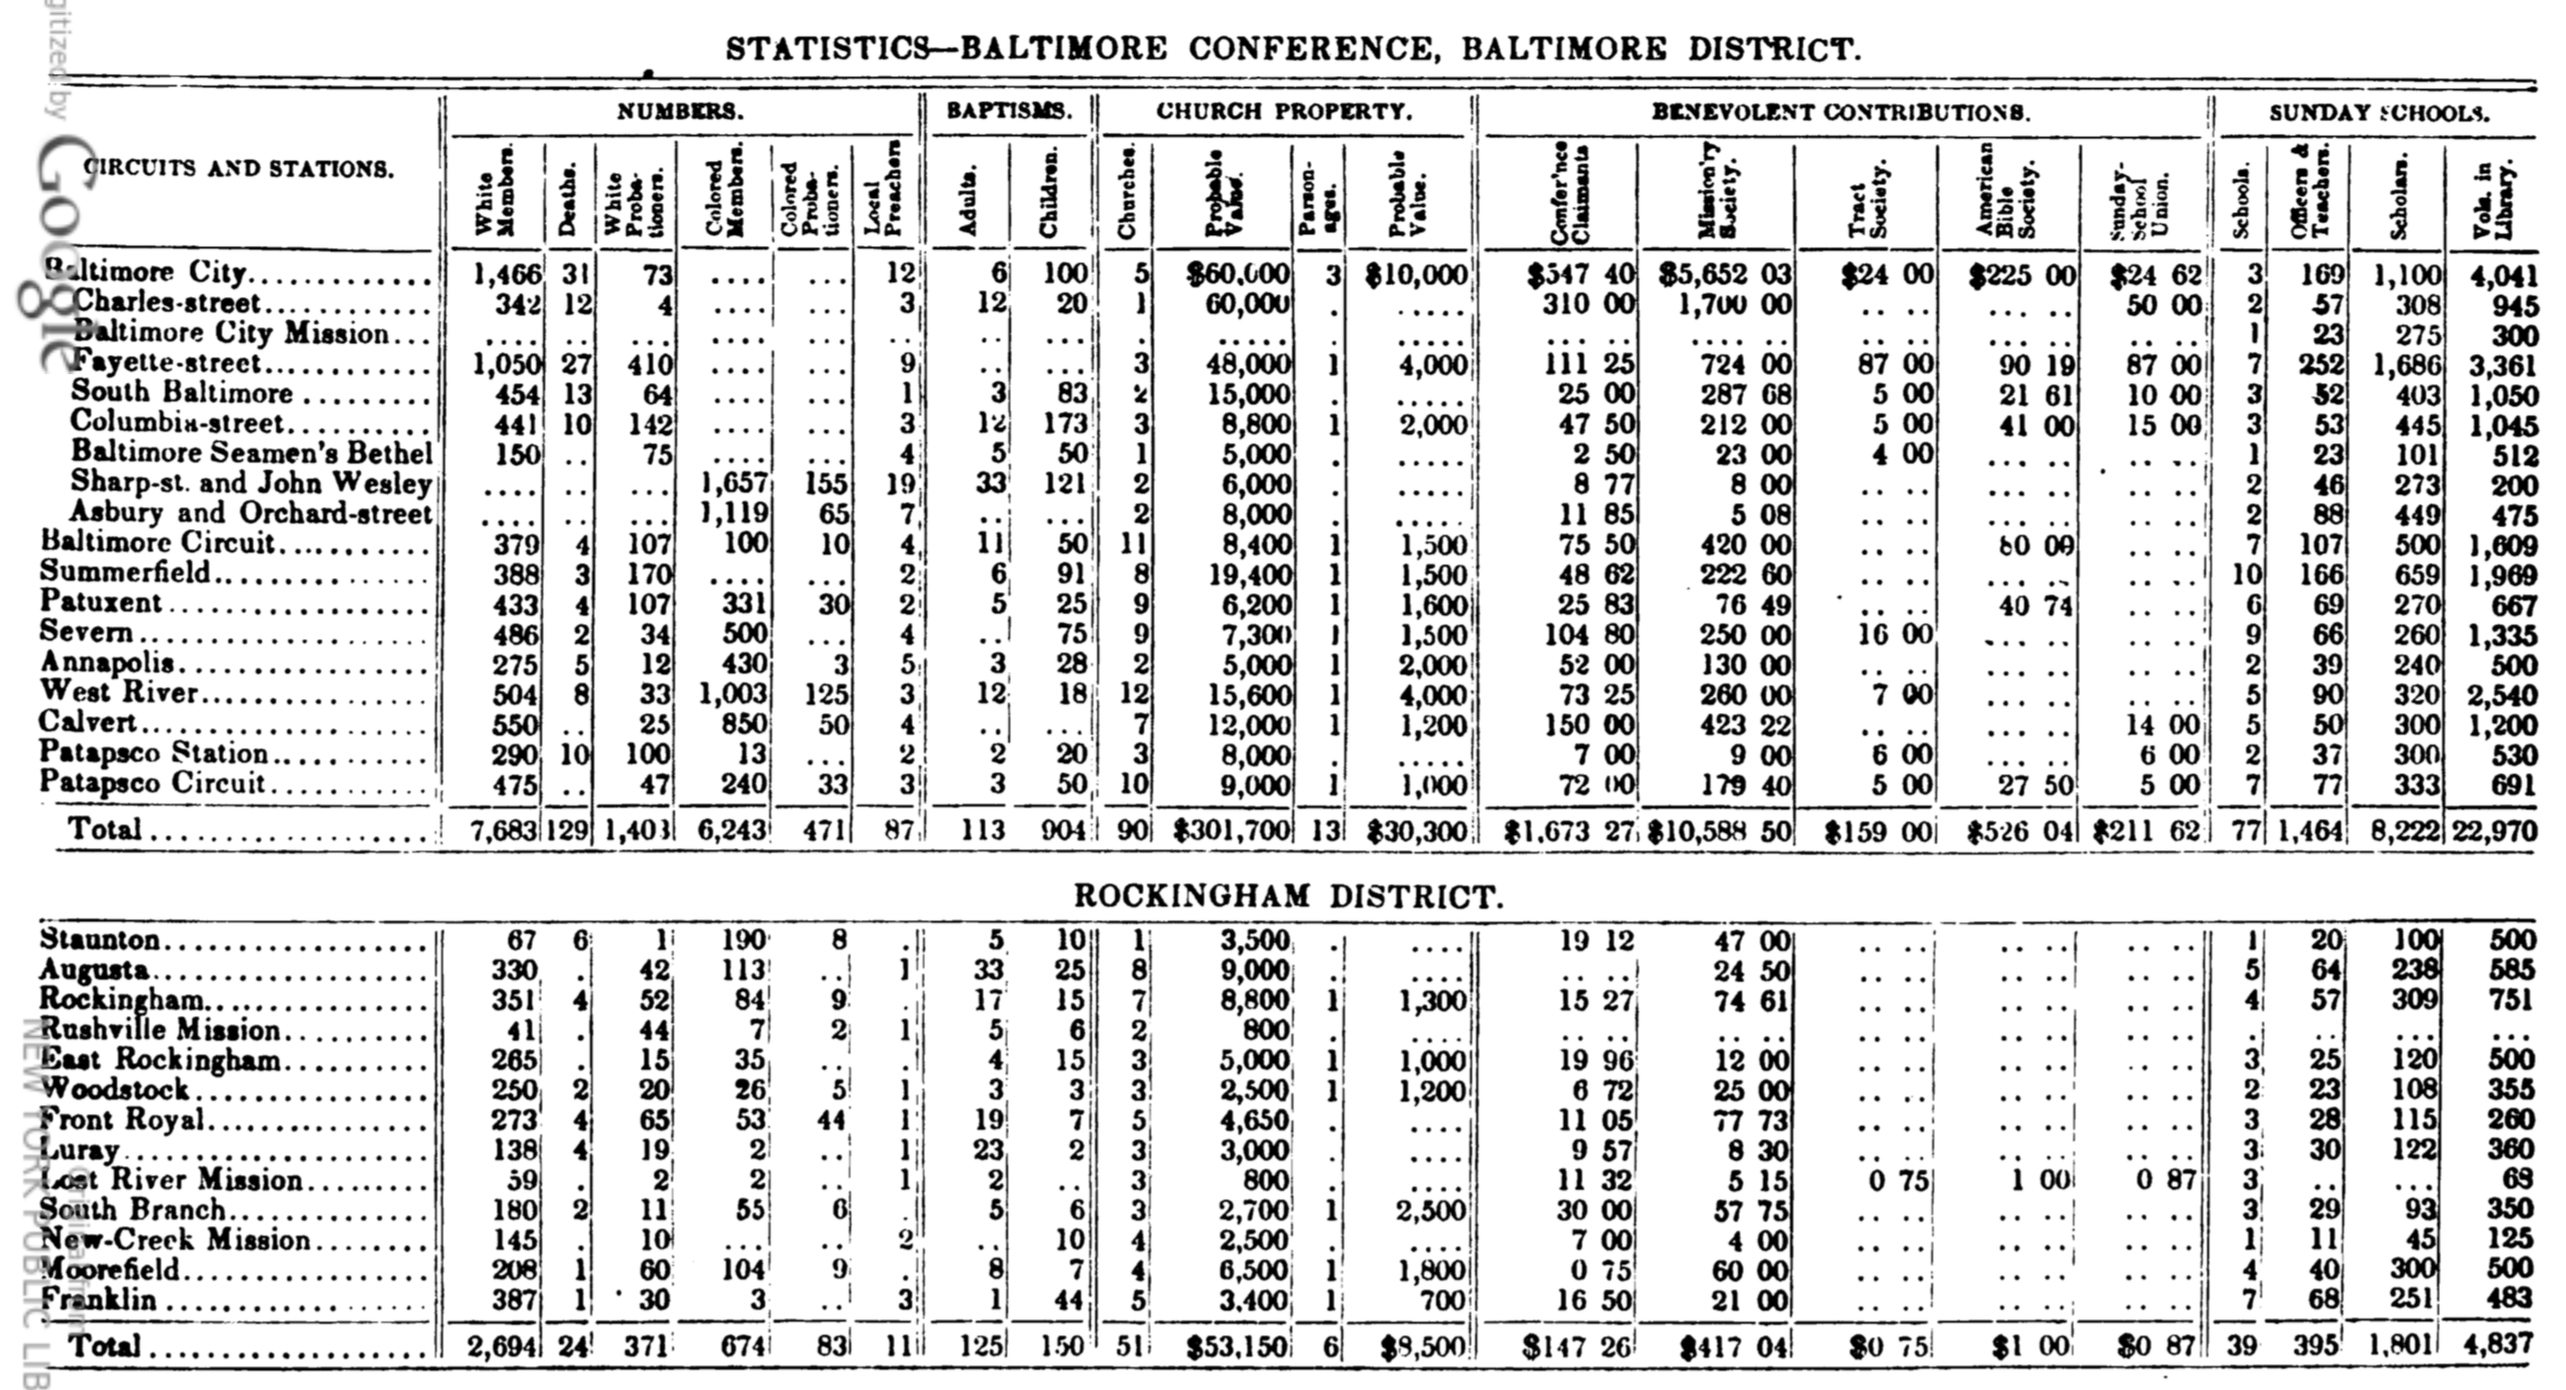 STATISTICS—BALTIMORE CONFERENCE, BALTIMORE DISTRICT.
CIRCUITS AND STATIONS. NUMBERS. BAPTISMS. CHURCH PROPERTY. BENEVOLENT CONTRIBUTIONS. SUNDAY SCHOOLS.
White Members. Deaths. White Proba-tioners. Colored Members. Colored Proba-tioners. Local Preachers Adults. Children. Churches. Probable Value. Parson-ages. Probable Value. Confer'nce Claimants Mission'ry Society. Tract Society. American Bible Society. Sunday-School Union. Schools. Officers & Teachers. Scholars. Vols. in Library.
Baltimore City............. 1,466 31 73 .... ... 12 6 100 5 $60,000 3 $10,000 $547 40 $5,652 03 $24 00 $225 00 $24 62 3 169 1,100 4,041
Charles-street............ 342 12 4 .... ... 3 12 20 1 60,000 . ..... 310 00 1,700 00 .. .. ... .. 50 00 2 57 308 945
Baltimore City Mission... .... .. ... .... ... .. .. ... . ..... . ..... ... .. .... .. .. .. ... .. .. .. 1 23 275 300
Fayette-street............ 1,050 27 410 .... ... 9 .. ... 3 48,000 1 4,000 111 25 724 00 87 00 90 19 87 00 7 252 1,686 3,361
South Baltimore ......... 454 13 64 .... ... 1 3 83 2 15,000 . ..... 25 00 287 68 5 00 21 61 10 00 3 52 403 1,050
Columbia-street.......... 441 10 142 .... ... 3 12 173 3 8,800 1 2,000 47 50 212 00 5 00 41 00 15 00 3 53 445 1,045
Baltimore Seamen's Bethel 150 .. 75 .... ... 4 5 50 1 5,000 . ..... 2 50 23 00 4 00 ... .. .. .. 1 23 101 512
Sharp-st. and John Wesley .... .. ... 1,657 155 19 33 121 2 6,000 . ..... 8 77 8 00 .. .. ... .. .. .. 2 46 273 200
Asbury and Orchard-street .... .. ... 1,119 65 7 .. ... 2 8,000 . ..... 11 85 5 08 .. .. ... .. .. .. 2 88 449 475
Baltimore Circuit........... 379 4 107 100 10 4 11 50 11 8,400 1 1,500 75 50 420 00 .. .. 80 09 .. .. 7 107 500 1,609
Summerfield............... 388 3 170 .... ... 2 6 91 8 19,400 1 1,500 48 62 222 60 .. .. ... .. .. .. 10 166 659 1,969
Patuxent.................. 433 4 107 331 30 2 5 25 9 6,200 1 1,600 25 83 76 49 .. .. 40 74 .. .. 6 69 270 667
Severn.................... 486 2 34 500 ... 4 .. 75 9 7,300 1 1,500 104 80 250 00 16 00 ... .. .. .. 9 66 260 1,335
Annapolis................. 275 5 12 430 3 5 3 28 2 5,000 1 2,000 52 00 130 00 .. .. ... .. .. .. 2 39 240 500
West River................ 504 8 33 1,003 125 3 12 18 12 15,600 1 4,000 73 25 260 00 7 00 ... .. .. .. 5 90 320 2,540
Calvert.................... 550 .. 25 850 50 4 .. ... 7 12,000 1 1,200 150 00 423 22 .. .. ... .. 14 00 5 50 300 1,200
Patapsco Station........... 290 10 100 13 ... 2 2 20 3 8,000 . ..... 7 00 9 00 6 00 ... .. 6 00 2 37 300 530
Patapsco Circuit........... 475 .. 47 240 33 3 3 50 10 9,000 1 1,000 72 00 179 40 5 00 27 50 5 00 7 77 333 691
Total .................... 7,683 129 1,403 6,243 471 87 113 904 90 $301,700 13 $30,300 $1,673 27 $10,588 50 $159 00 $526 04 $211 62 77 1,464 8,222 22,970
ROCKINGHAM DISTRICT.
Staunton.................. 67 6 1 190 8 . 5 10 1 3,500 . .... 19 12 47 00 .. .. .. .. .. .. 1 20 100 500
Augusta................... 330 . 42 113 .. 1 33 25 8 9,000 . .... .. .. 24 50 .. .. .. .. .. .. 5 64 238 585
Rockingham................ 351 4 52 84 9 . 17 15 7 8,800 1 1,300 15 27 74 61 .. .. .. .. .. .. 4 57 309 751
Rushville Mission.......... 41 . 44 7 2 1 5 6 2 800 . .... .. .. .. .. .. .. .. .. .. .. . .. ... ...
East Rockingham.......... 265 . 15 35 .. . 4 15 3 5,000 1 1,000 19 96 12 00 .. .. .. .. .. .. 3 25 120 500
Woodstock................ 250 2 20 26 5 1 3 3 3 2,500 1 1,200 6 72 25 00 .. .. .. .. .. .. 2 23 108 355
Front Royal............... 273 4 65 53 44 1 19 7 5 4,650 . .... 11 05 77 73 .. .. .. .. .. .. 3 28 115 260
Luray..................... 138 4 19 2 .. 1 23 2 3 3,000 . .... 9 57 8 30 .. .. .. .. .. .. 3 30 122 360
Lost River Mission......... 59 . 2 2 .. 1 2 .. 3 800 . .... 11 32 5 15 0 75 1 00 0 87 3 .. ... 68
South Branch.............. 180 2 11 55 6 . 5 6 3 2,700 1 2,500 30 00 57 75 .. .. .. .. .. .. 3 29 93 350
New-Creek Mission........ 145 . 10 ... .. 2 .. 10 4 2,500 . .... 7 00 4 00 .. .. .. .. .. .. 1 11 45 125
Moorefield................. 208 1 60 104 9 . 8 7 4 6,500 1 1,800 0 75 60 00 .. .. .. .. .. .. 4 40 300 500
Franklin .................. 387 1 30 3 .. 3 1 44 5 3,400 1 700 16 50 21 00 .. .. .. .. .. .. 7 68 251 483
Total .................... 2,694 24 371 674 83 11 125 150 51 $53,150 6 $8,500 $147 26 $417 04 $0 75 $1 00 $0 87 39 395 1,801 4,837
gitized by Google
Original from
NEW YORK PUBLIC LIB